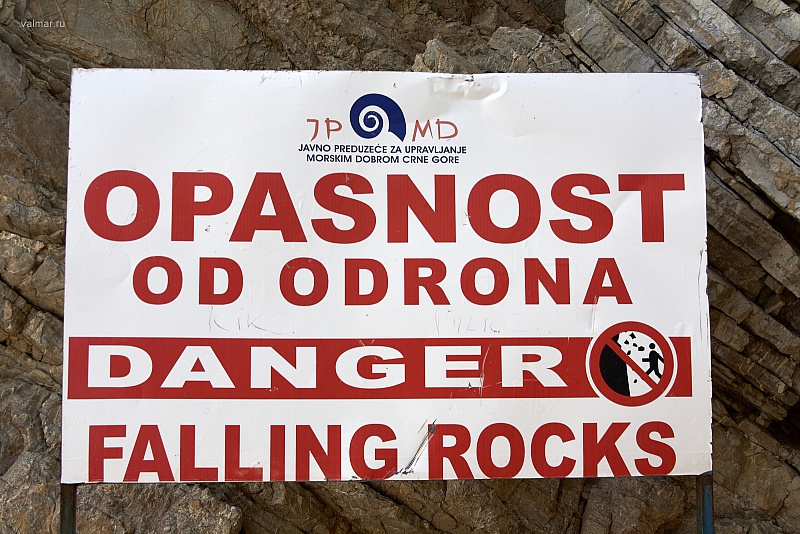 valmar.ru
JP MD
JAVNO PREDUZEĆE ZA UPRAVLJANJE
MORSKIM DOBROM CRNE GORE
OPASNOST
OD ODRONA
DANGER
FALLING ROCKS